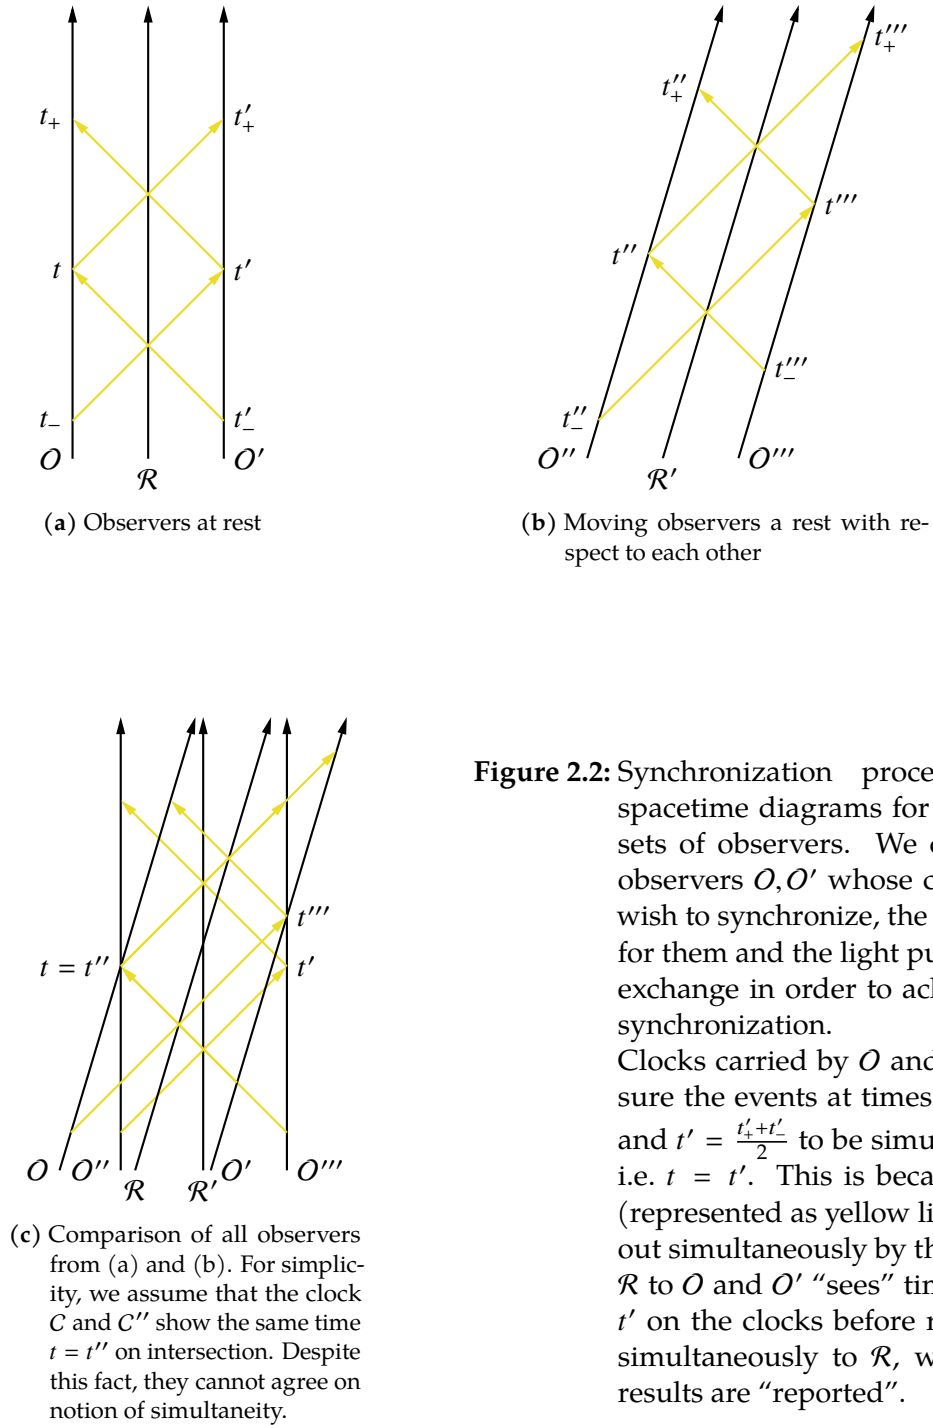 t₊ t′₊
t t′
t₋ t′₋
O O′
R
(a) Observers at rest
t‴₊
t″₊
t‴
t″
t‴₋
t″₋
O″ R′ O‴
(b) Moving observers a rest with re-
spect to each other
t‴
t = t″ t′
O O″ R R′ O′ O‴
(c) Comparison of all observers
from (a) and (b). For simplic-
ity, we assume that the clock
C and C″ show the same time
t = t″ on intersection. Despite
this fact, they cannot agree on
notion of simultaneity.
Figure 2.2: Synchronization proce
spacetime diagrams for
sets of observers. We c
observers O, O′ whose c
wish to synchronize, the
for them and the light pu
exchange in order to ac
synchronization.
Clocks carried by O and
sure the events at times
and t′ = (t′₊+t′₋)/2 to be simu
i.e. t = t′. This is beca
(represented as yellow li
out simultaneously by th
R to O and O′ “sees” tim
t′ on the clocks before r
simultaneously to R, w
results are “reported”.